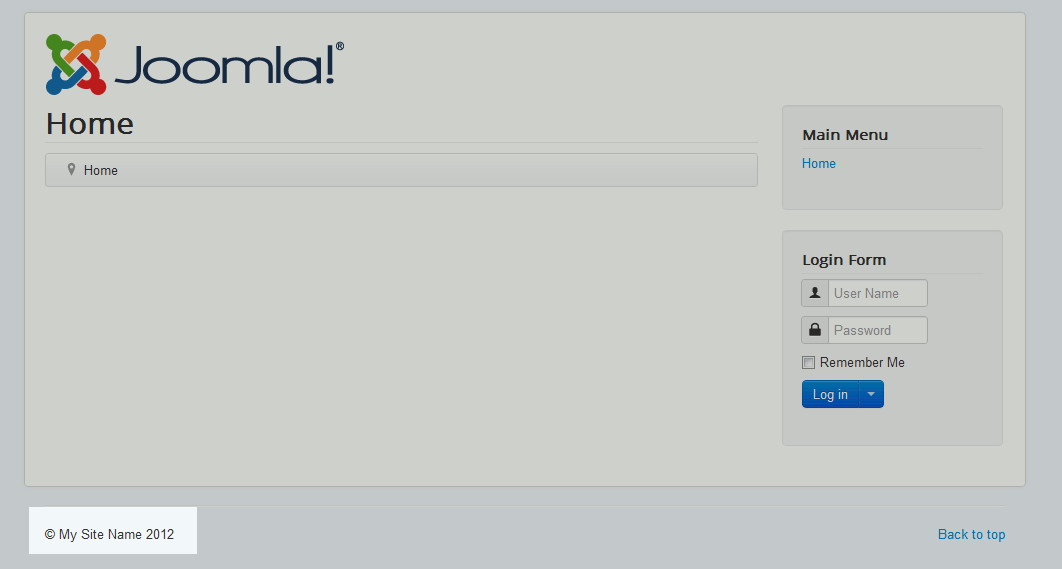 Joomla!®
Home
Home
Main Menu
Home
Login Form
User Name
Password
Remember Me
Log in
© My Site Name 2012
Back to top